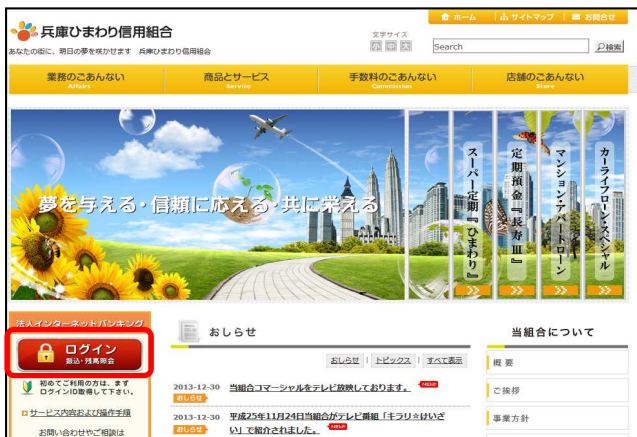 ホーム サイトマップ お問合せ
兵庫ひまわり信用組合
あなたの街に、明日の夢を咲かせます 兵庫ひまわり信用組合
文字サイズ
小 中 大
Search
検索
業務のごあんない 商品とサービス 手数料のごあんない 店舗のごあんない
Affairs Service Commission Store
夢を与える・信頼に応える・共に栄える
スーパー定期『ひまわり』
定期預金『長寿Ⅲ』
マンション・アパートローン
カーライフローン・スペシャル
法人インターネットバンキング
ログイン
振込・残高照会
初めてご利用の方は、まず
ログインID取得して下さい。
サービス内容および操作手順
お問い合わせやご相談は
おしらせ
おしらせ | トピックス | すべて表示
2013-12-30 当組合コマーシャルをテレビ放映しております。
おしらせ
2013-12-30 平成25年11月24日当組合がテレビ番組「キラリ☆けいざ
おしらせ い」で紹介されました。
当組合について
概 要
ご挨拶
事業方針